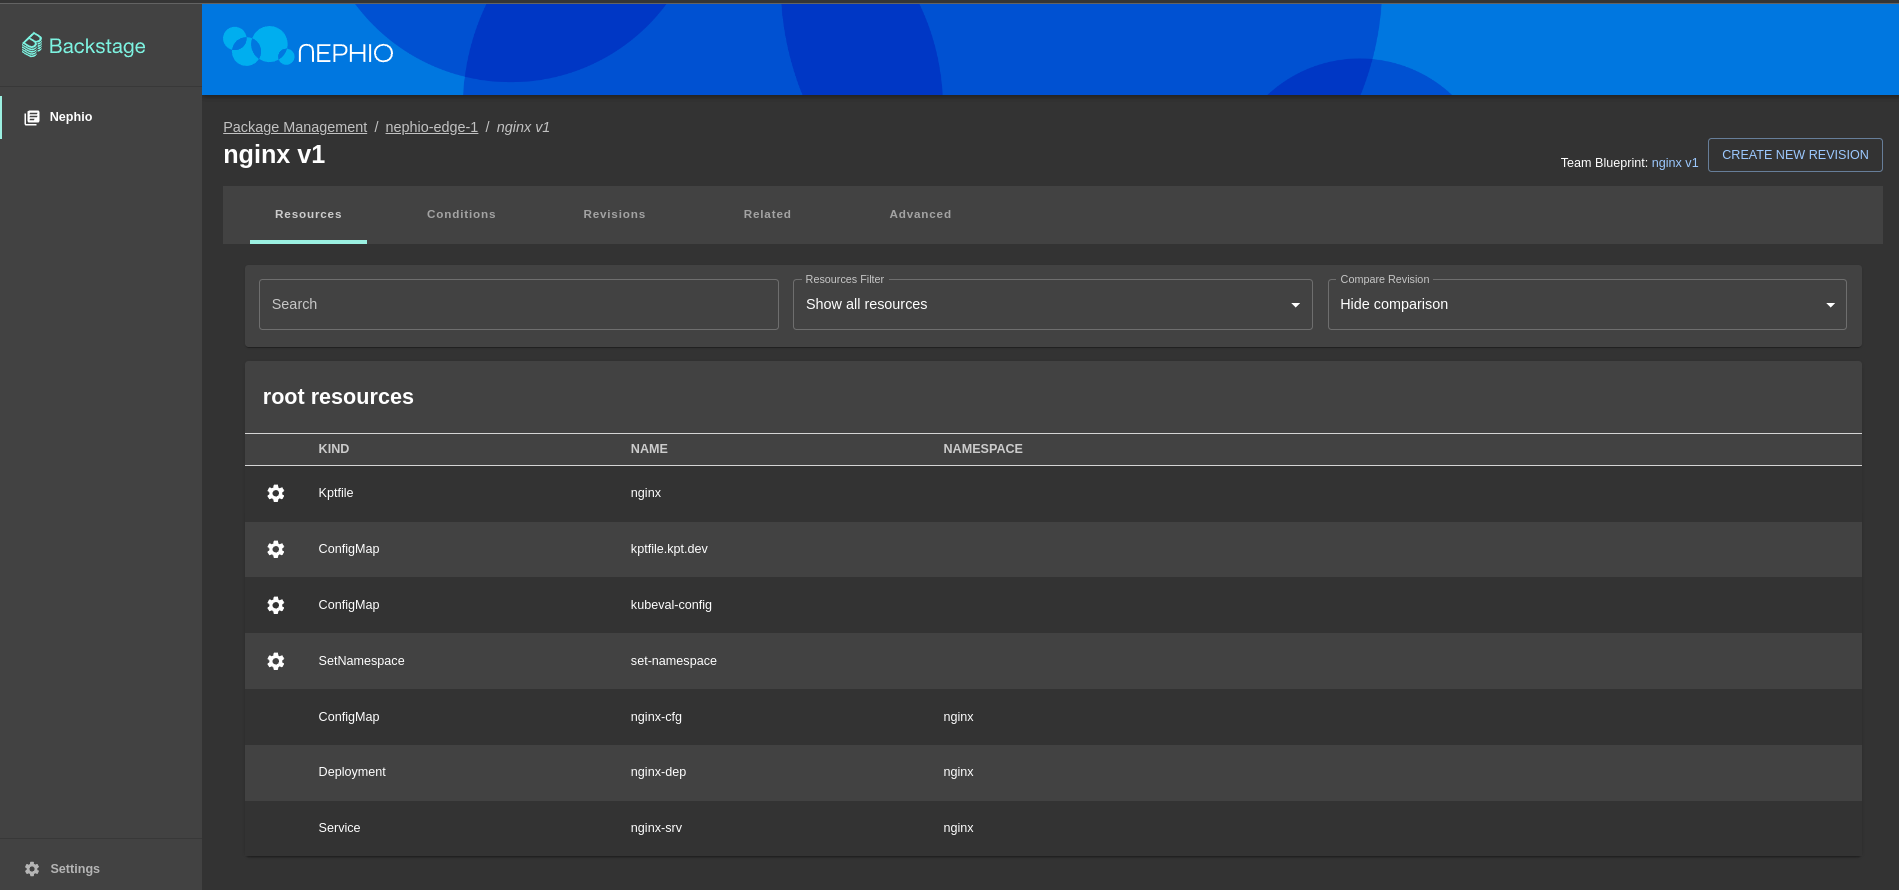 Backstage
NEPHIO
Nephio
Package Management / nephio-edge-1 / nginx v1
nginx v1
Team Blueprint: nginx v1
CREATE NEW REVISION
Resources Conditions Revisions Related Advanced
Search
Resources Filter
Show all resources
Compare Revision
Hide comparison
root resources
KIND NAME NAMESPACE
Kptfile nginx
ConfigMap kptfile.kpt.dev
ConfigMap kubeval-config
SetNamespace set-namespace
ConfigMap nginx-cfg nginx
Deployment nginx-dep nginx
Service nginx-srv nginx
Settings